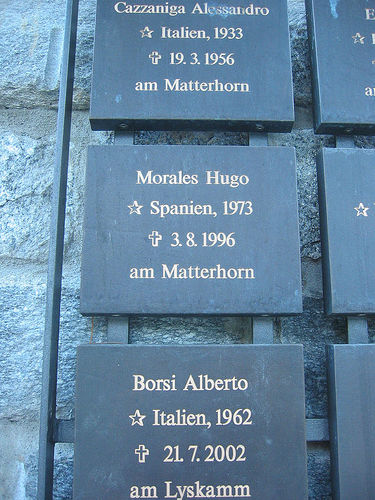 Cazzaniga Alessandro
☆ Italien, 1933
✞ 19. 3. 1956
am Matterhorn
Morales Hugo
☆ Spanien, 1973
✞ 3. 8. 1996
am Matterhorn
Borsi Alberto
☆ Italien, 1962
✞ 21. 7. 2002
am Lyskamm